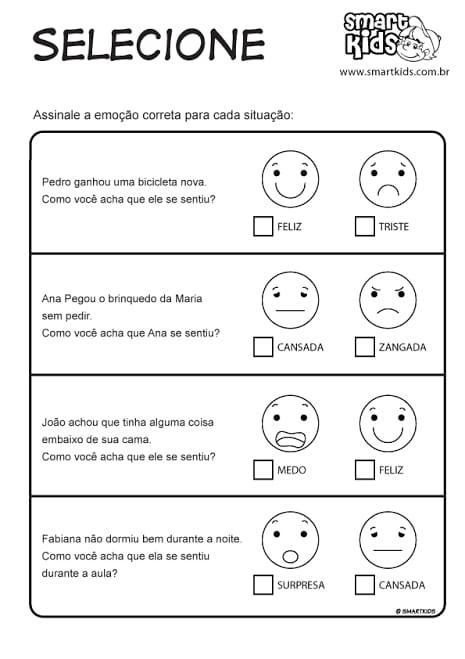 SELECIONE
SMART
KIDS
www.smartkids.com.br
Assinale a emoção correta para cada situação:
Pedro ganhou uma bicicleta nova.
Como você acha que ele se sentiu?
FELIZ
TRISTE
Ana Pegou o brinquedo da Maria
sem pedir.
Como você acha que Ana se sentiu?
CANSADA
ZANGADA
João achou que tinha alguma coisa
embaixo de sua cama.
Como você acha que ele se sentiu?
MEDO
FELIZ
Fabiana não dormiu bem durante a noite.
Como você acha que ela se sentiu
durante a aula?
SURPRESA
CANSADA
© SMARTKIDS